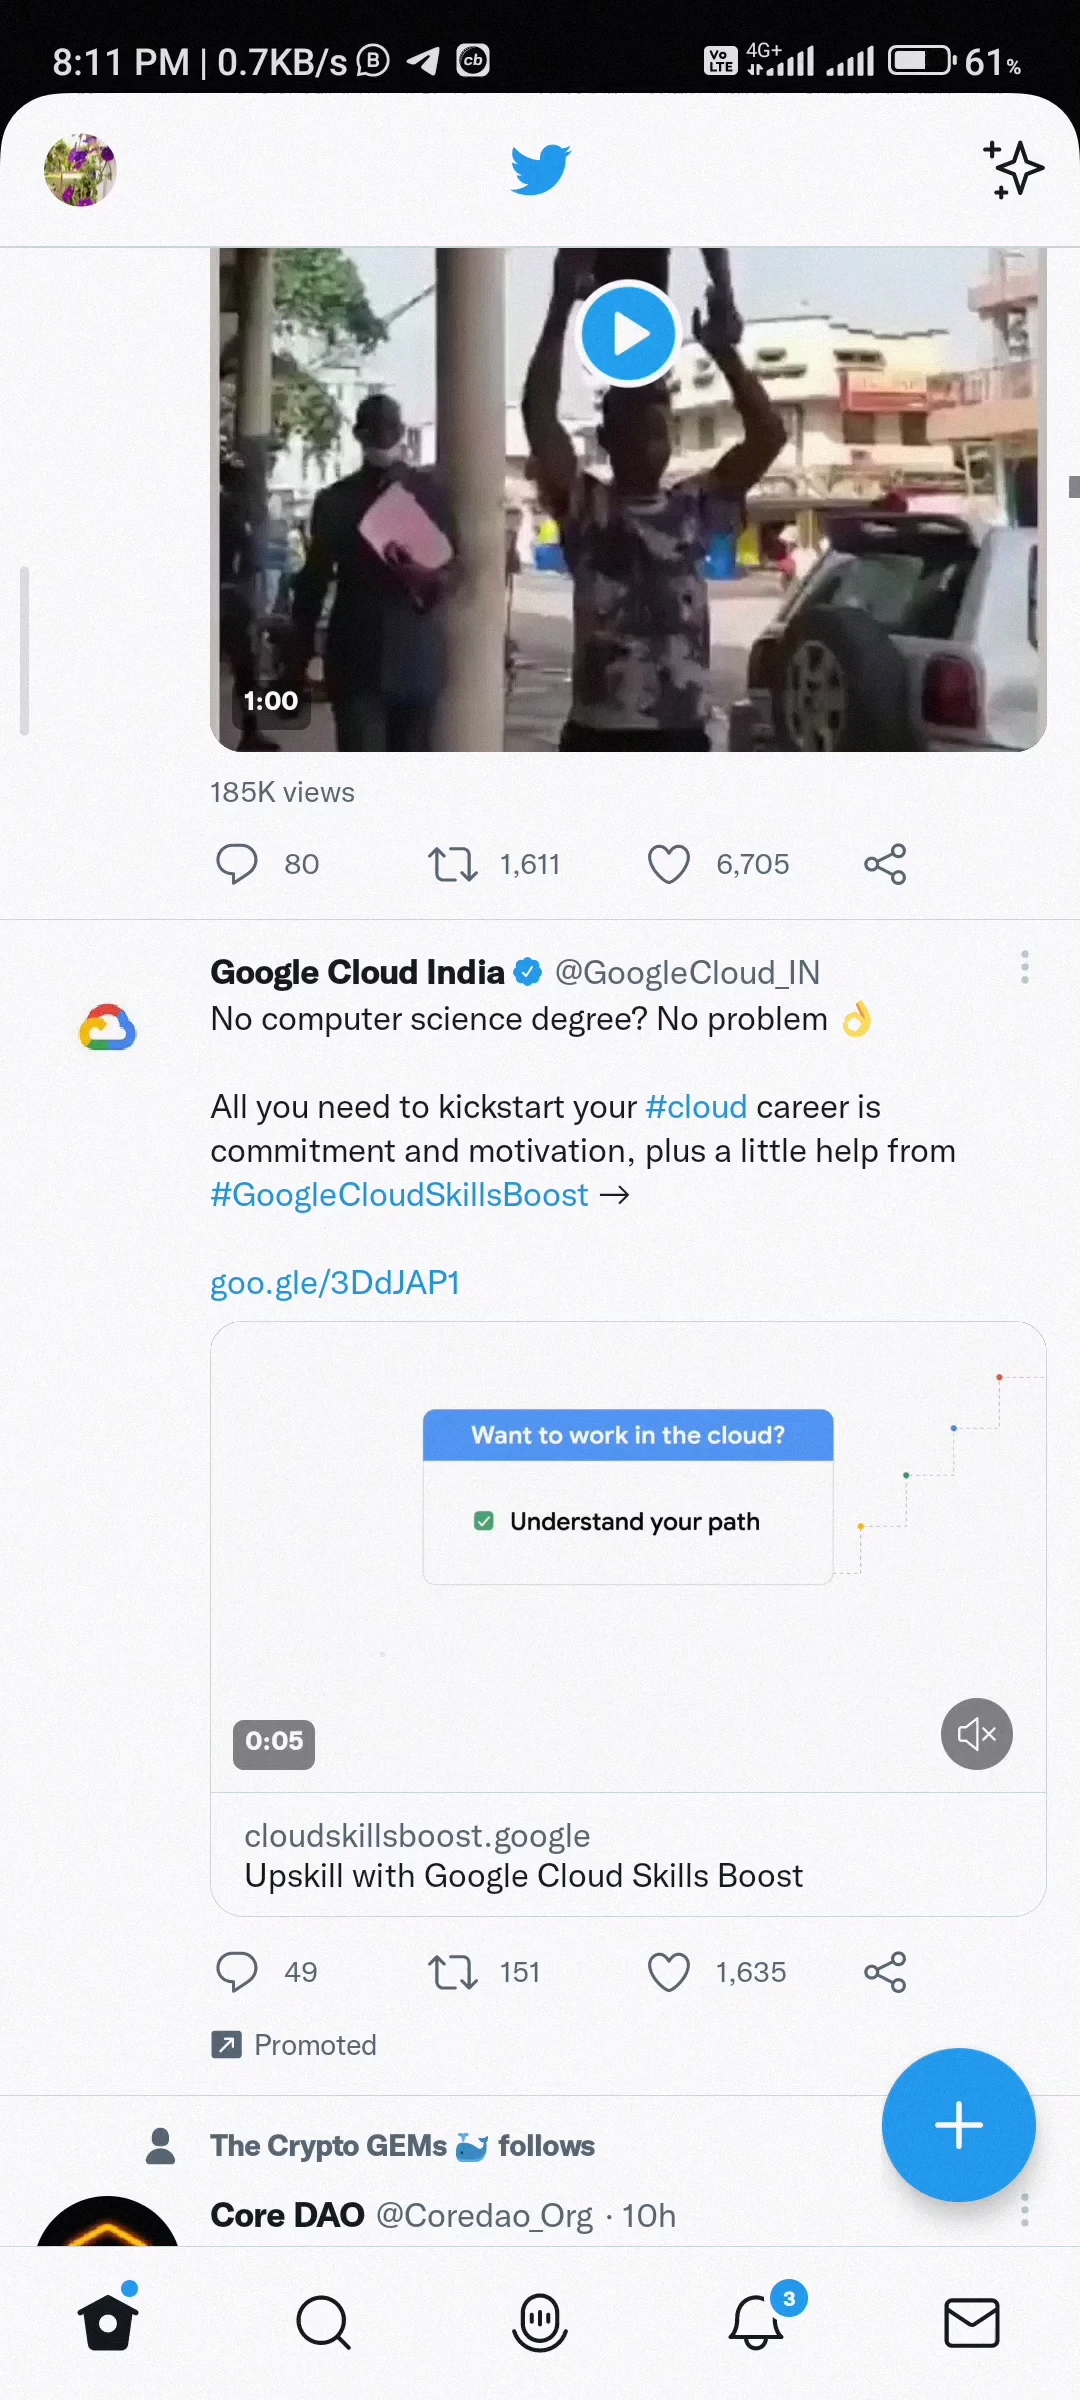 8:11 PM | 0.7KB/s B cb Vo LTE 4G+ 61%
1:00
185K views
80 1,611 6,705
Google Cloud India @GoogleCloud_IN
No computer science degree? No problem 👌
All you need to kickstart your #cloud career is
commitment and motivation, plus a little help from
#GoogleCloudSkillsBoost →
goo.gle/3DdJAP1
Want to work in the cloud?
Understand your path
0:05
cloudskillsboost.google
Upskill with Google Cloud Skills Boost
49 151 1,635
Promoted
The Crypto GEMs 🐳 follows
Core DAO @Coredao_Org · 10h
3